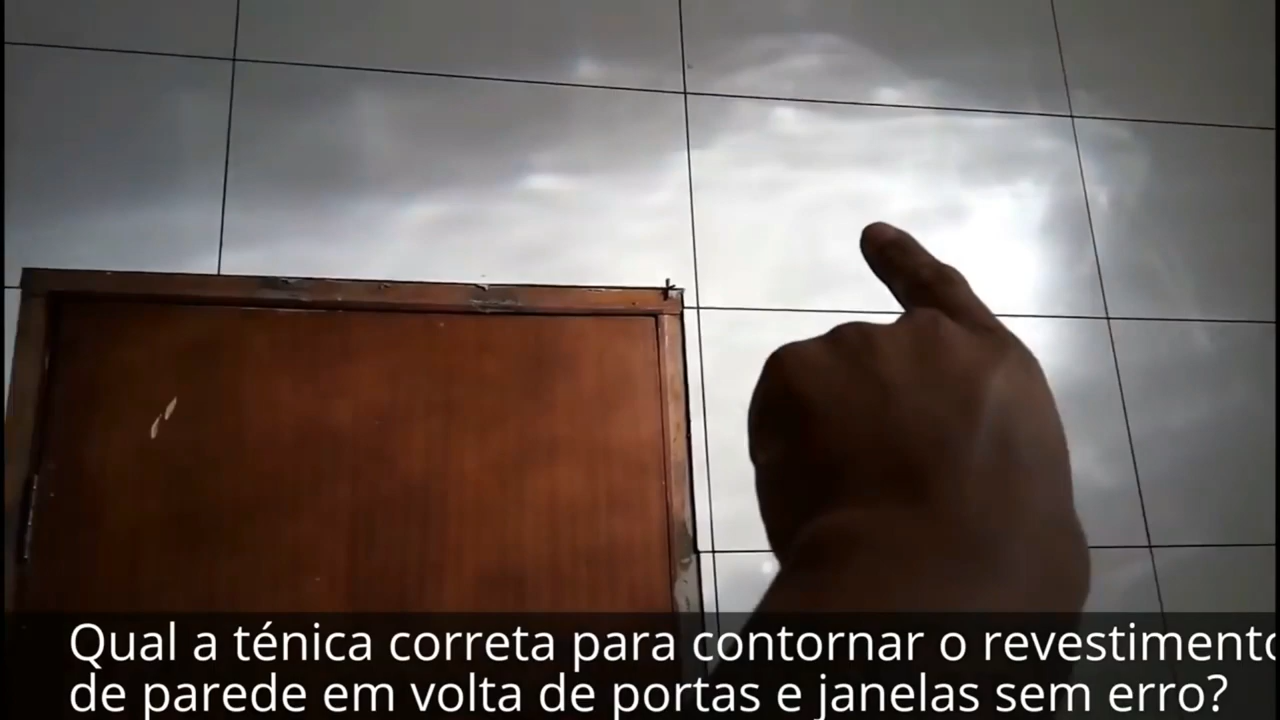 Qual a ténica correta para contornar o revestimento
de parede em volta de portas e janelas sem erro?